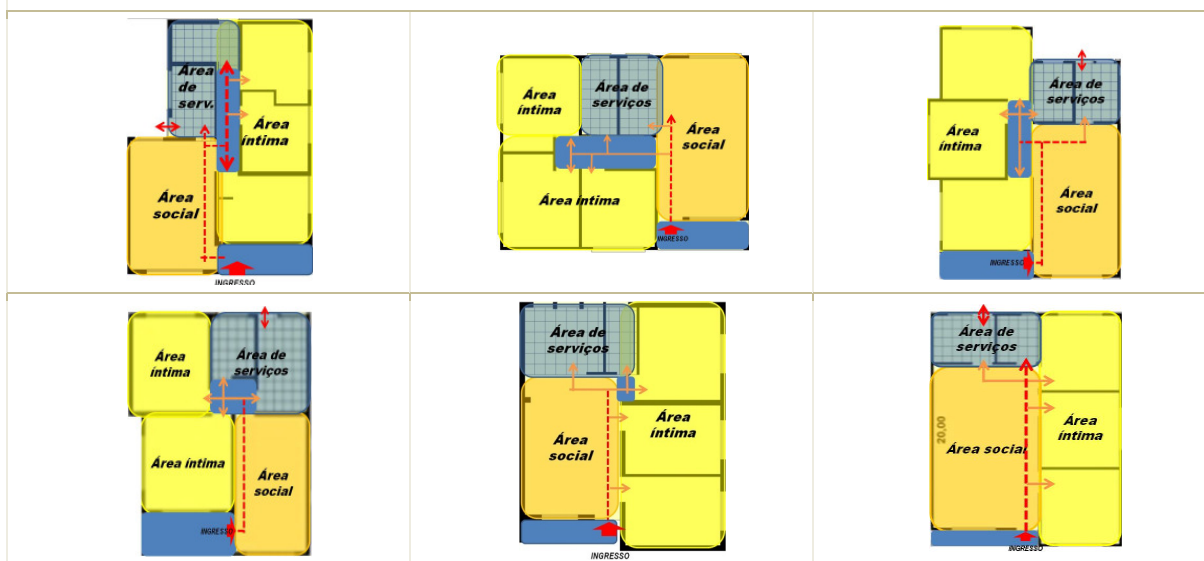 Área
de
serv.
Área
íntima
Área
social
INGRESSO
Área
íntima
Área de
serviços
Área
social
Área íntima
INGRESSO
Área de
serviços
Área
íntima
Área
social
INGRESSO
Área
íntima
Área de
serviços
Área íntima
Área
social
INGRESSO
Área de
serviços
Área
íntima
Área
social
INGRESSO
Área de
serviços
20,00
Área social
Área
íntima
INGRESSO